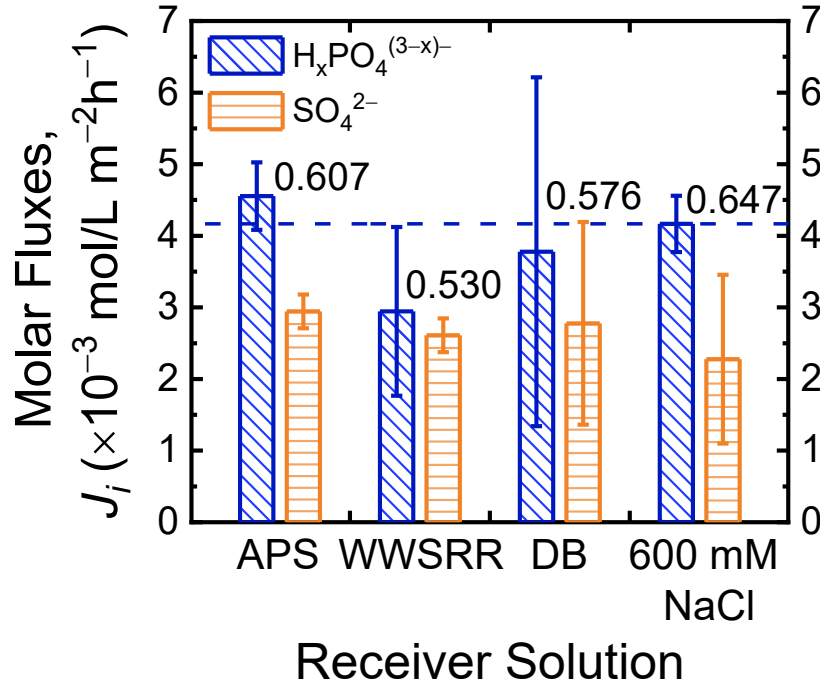 Molar Fluxes,
J_i (×10⁻³ mol/L m⁻²h⁻¹)
7
6
5
4
3
2
1
0
HₓPO₄⁽³⁻ˣ⁾⁻
SO₄²⁻
0.607
0.530
0.576
0.647
7
6
5
4
3
2
1
0
APS WWSRR DB 600 mM
NaCl
Receiver Solution